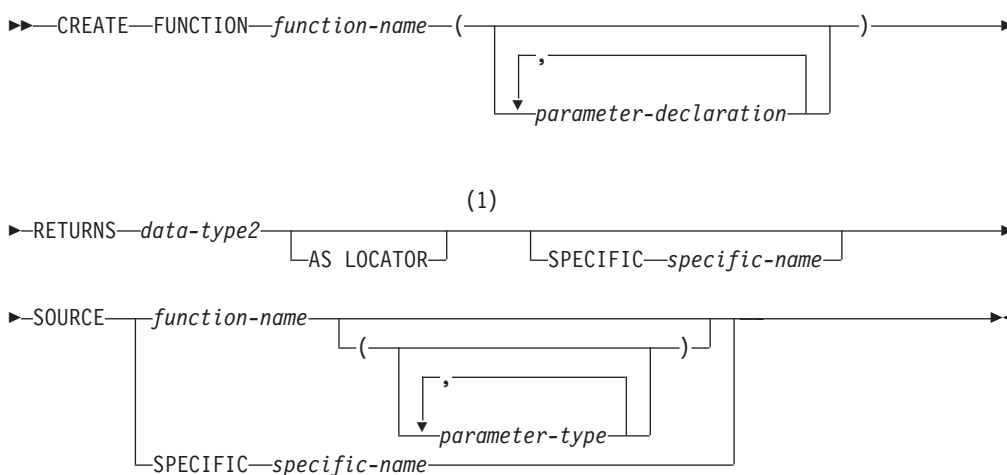 CREATE FUNCTION function-name ( )
,
parameter-declaration
(1)
RETURNS data-type2
AS LOCATOR SPECIFIC specific-name
SOURCE function-name
( )
,
parameter-type
SPECIFIC specific-name